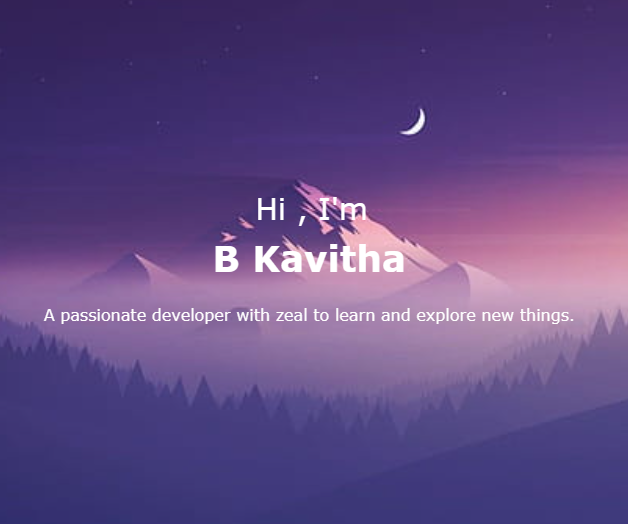 Hi , I'm
B Kavitha
A passionate developer with zeal to learn and explore new things.